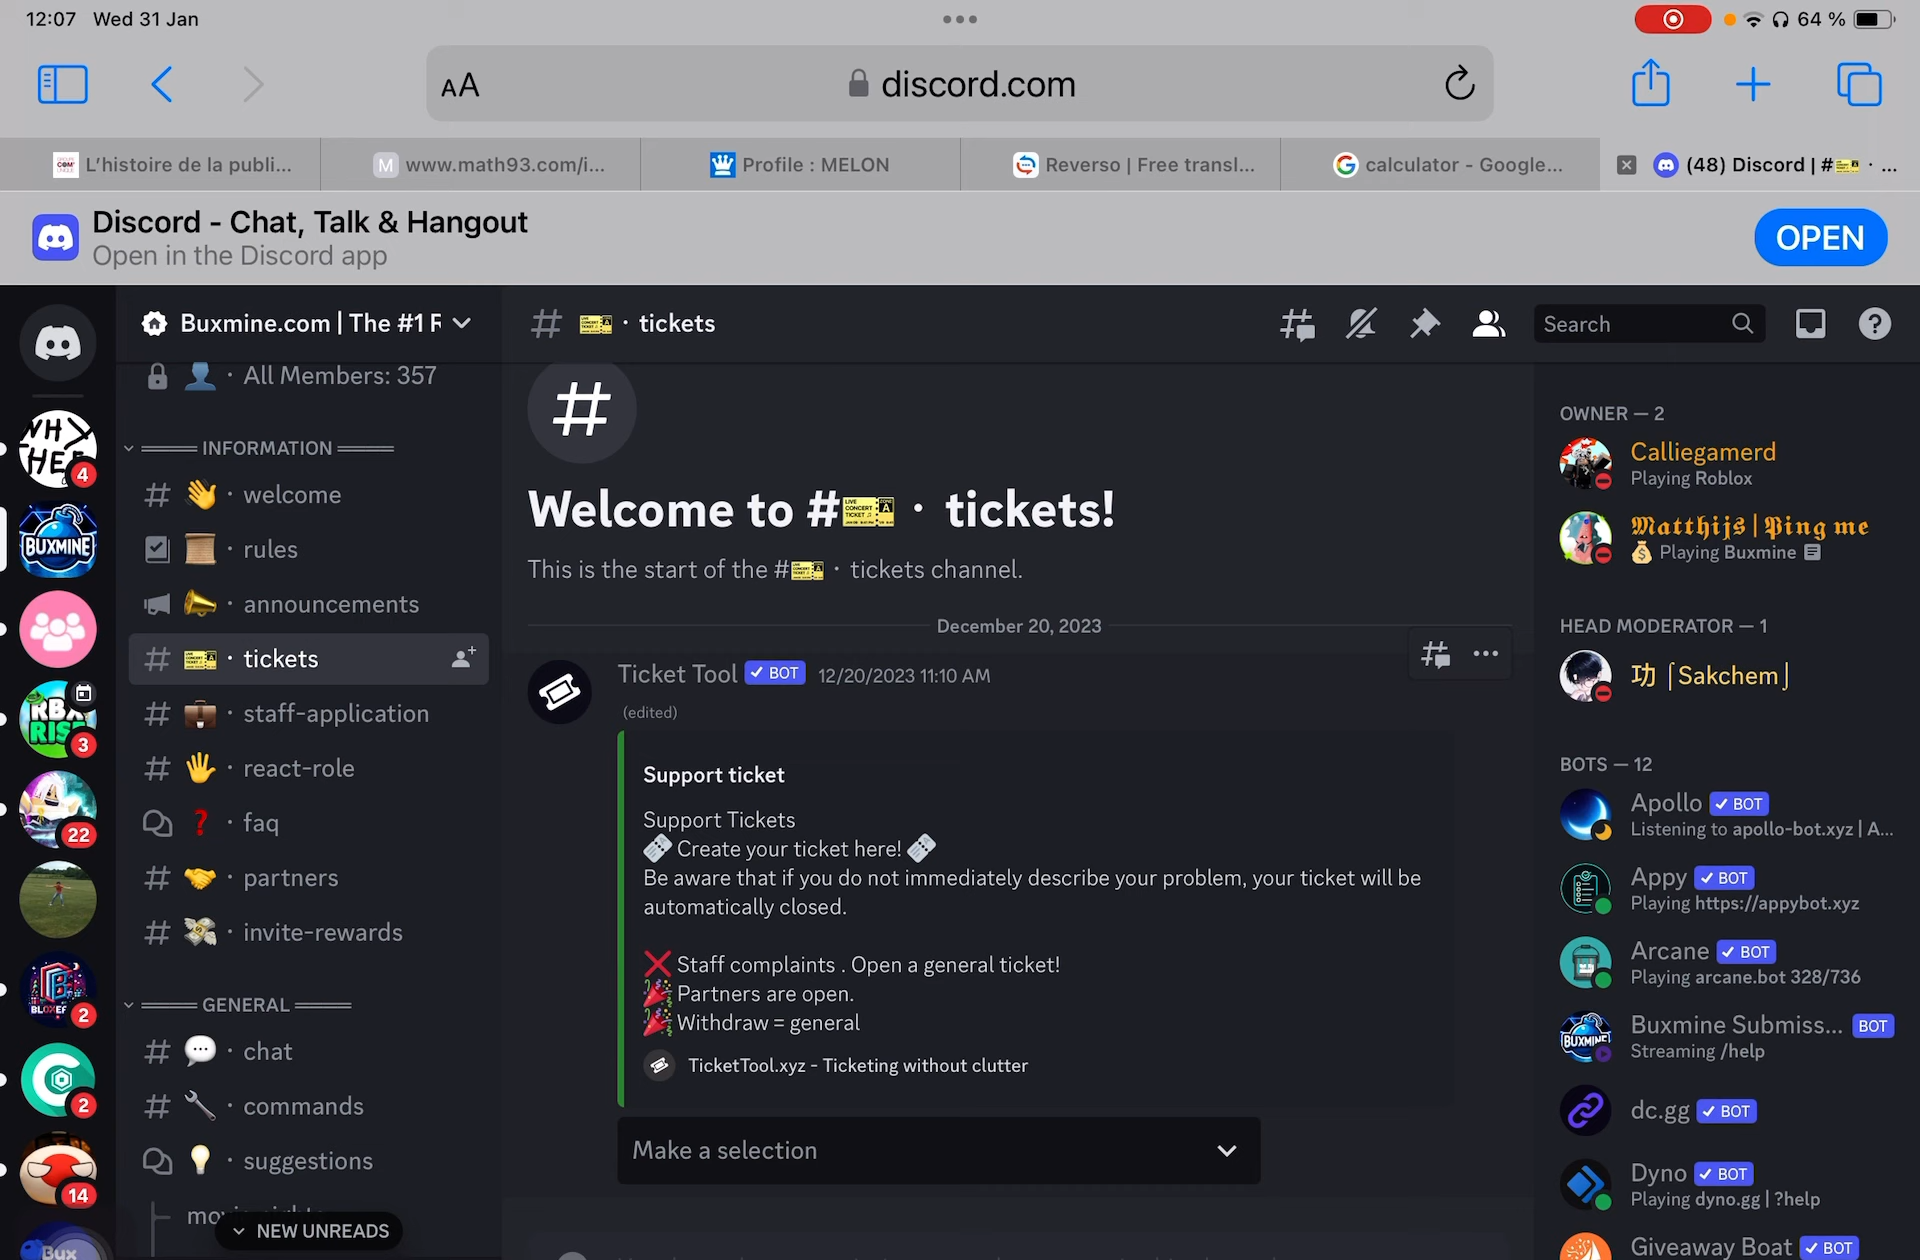 12:07 Wed 31 Jan
64 %
AA
discord.com
L'histoire de la publi...
M www.math93.com/i...
Profile : MELON
Reverso | Free transl...
calculator - Google...
(48) Discord | #🎫 · ...
Discord - Chat, Talk & Hangout
Open in the Discord app
OPEN
Buxmine.com | The #1 R
🎫 · tickets
Search
👤 · All Members: 357
═══ INFORMATION ═══
👋 · welcome
📜 · rules
📣 · announcements
🎫 · tickets
💼 · staff-application
🖐 · react-role
❓ · faq
🤝 · partners
💸 · invite-rewards
═══ GENERAL ═══
💬 · chat
🔧 · commands
💡 · suggestions
NEW UNREADS
4
BUXMINE
3
22
2
2
14
Bux
Welcome to #🎫 · tickets!
This is the start of the #🎫 · tickets channel.
December 20, 2023
Ticket Tool ✓ BOT 12/20/2023 11:10 AM
(edited)
Support ticket
Support Tickets
🎟 Create your ticket here! 🎟
Be aware that if you do not immediately describe your problem, your ticket will be
automatically closed.
❌ Staff complaints . Open a general ticket!
🎉 Partners are open.
🎉 Withdraw = general
TicketTool.xyz - Ticketing without clutter
Make a selection
OWNER — 2
Calliegamerd
Playing Roblox
𝕸𝖆𝖙𝖙𝖍𝖎𝖏𝖘 | 𝕻𝖎𝖓𝖌 𝖒𝖊
💰 Playing Buxmine
HEAD MODERATOR — 1
功 ⌠Sakchem⌡
BOTS — 12
Apollo ✓ BOT
Listening to apollo-bot.xyz | A...
Appy ✓ BOT
Playing https://appybot.xyz
Arcane ✓ BOT
Playing arcane.bot 328/736
Buxmine Submiss... BOT
Streaming /help
dc.gg ✓ BOT
Dyno ✓ BOT
Playing dyno.gg | ?help
Giveaway Boat ✓ BOT